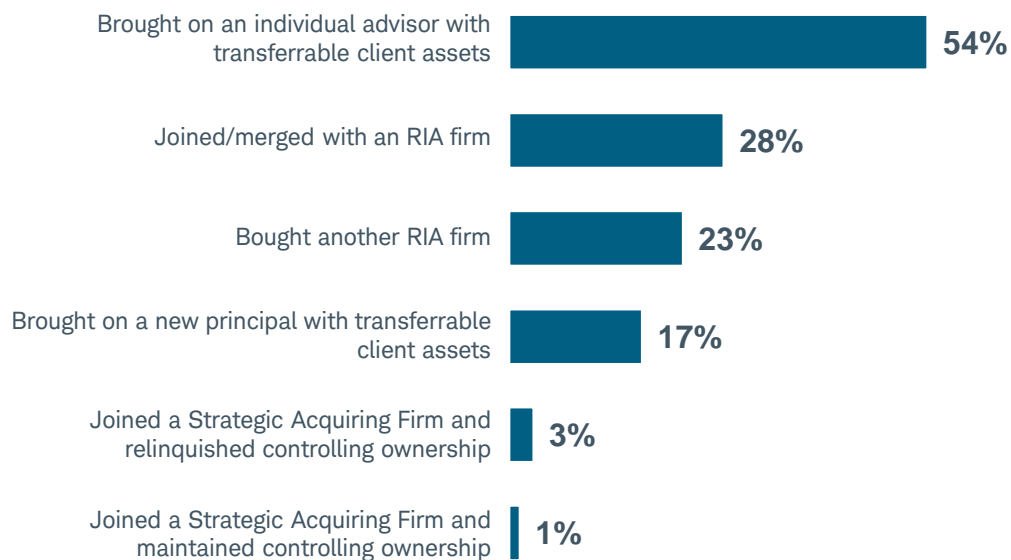 Brought on an individual advisor with
transferrable client assets
54%
Joined/merged with an RIA firm
28%
Bought another RIA firm
23%
Brought on a new principal with transferrable
client assets
17%
Joined a Strategic Acquiring Firm and
relinquished controlling ownership
3%
Joined a Strategic Acquiring Firm and
maintained controlling ownership
1%